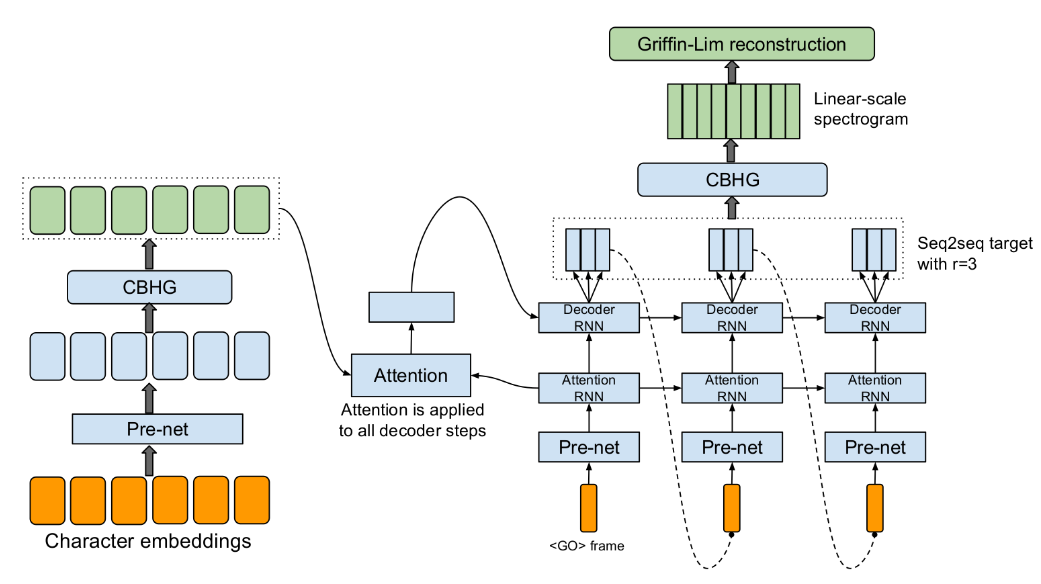 Griffin-Lim reconstruction
Linear-scale
spectrogram
CBHG
Seq2seq target
with r=3
CBHG
Decoder
RNN
Decoder
RNN
Decoder
RNN
Attention
Attention is applied
to all decoder steps
Attention
RNN
Attention
RNN
Attention
RNN
Pre-net
Pre-net
Pre-net
Pre-net
Character embeddings
<GO> frame